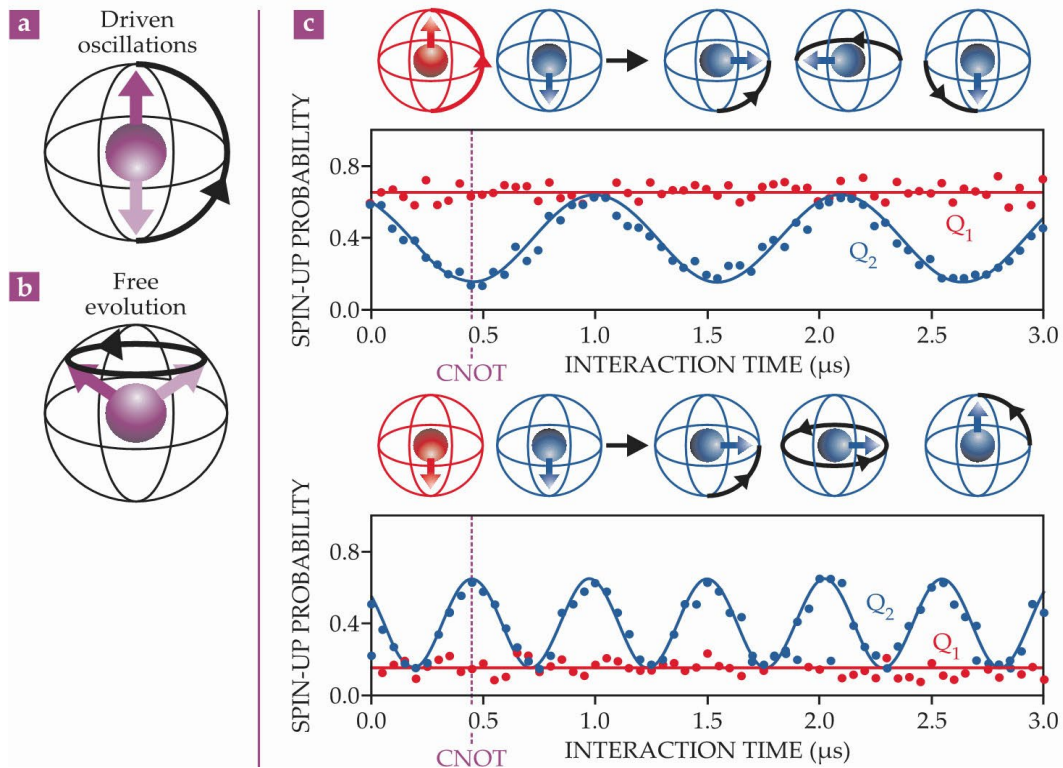 a
Driven
oscillations
b
Free
evolution
c
SPIN-UP PROBABILITY
0.8
0.4
0.0
Q1
Q2
0.0 0.5 1.0 1.5 2.0 2.5 3.0
CNOT
INTERACTION TIME (μs)
SPIN-UP PROBABILITY
0.8
0.4
0.0
Q2
Q1
0.0 0.5 1.0 1.5 2.0 2.5 3.0
CNOT
INTERACTION TIME (μs)